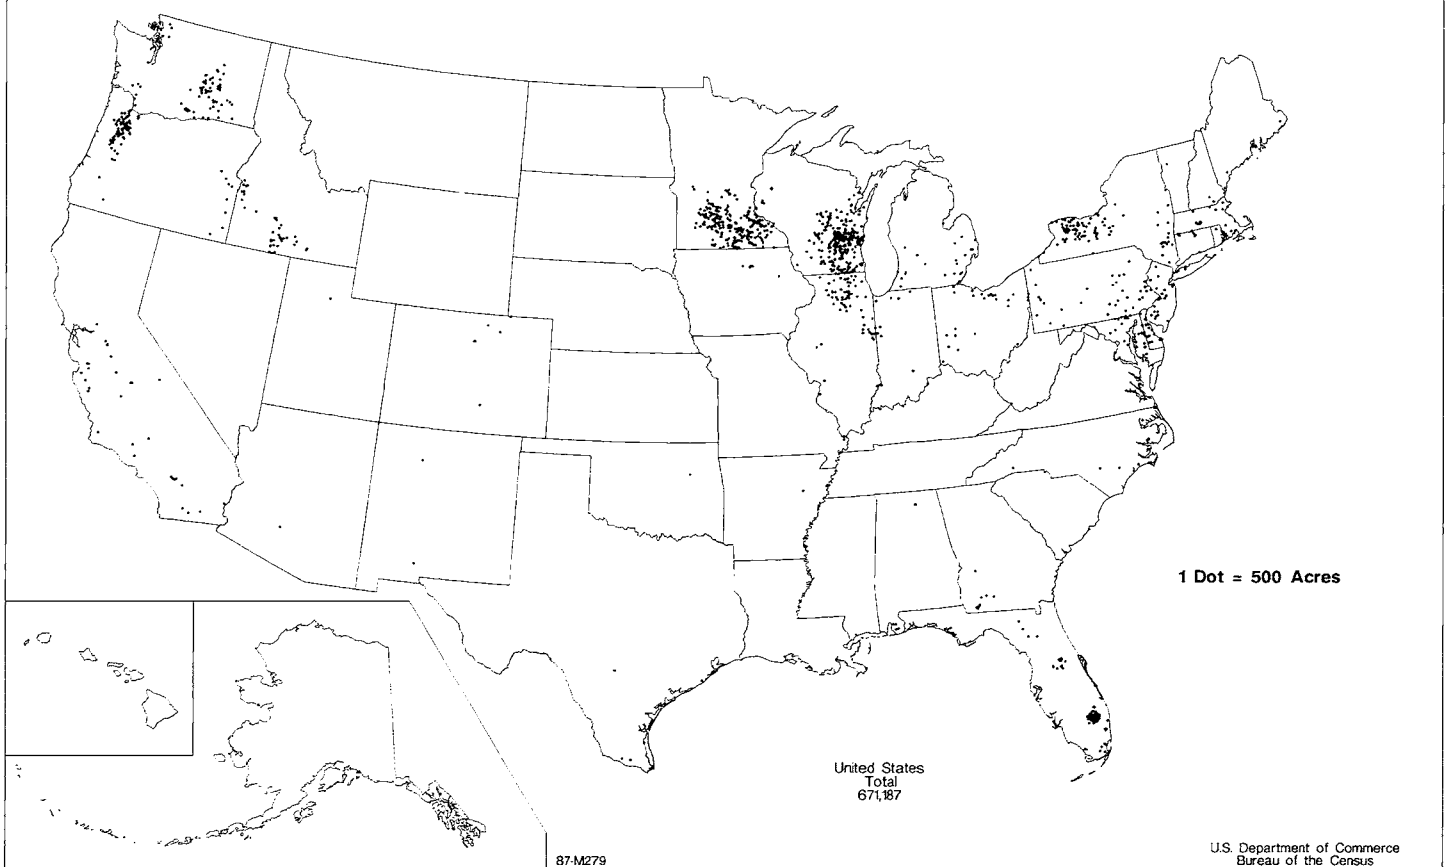 1 Dot = 500 Acres
United States
Total
671,187
87-M279
U.S. Department of Commerce
Bureau of the Census